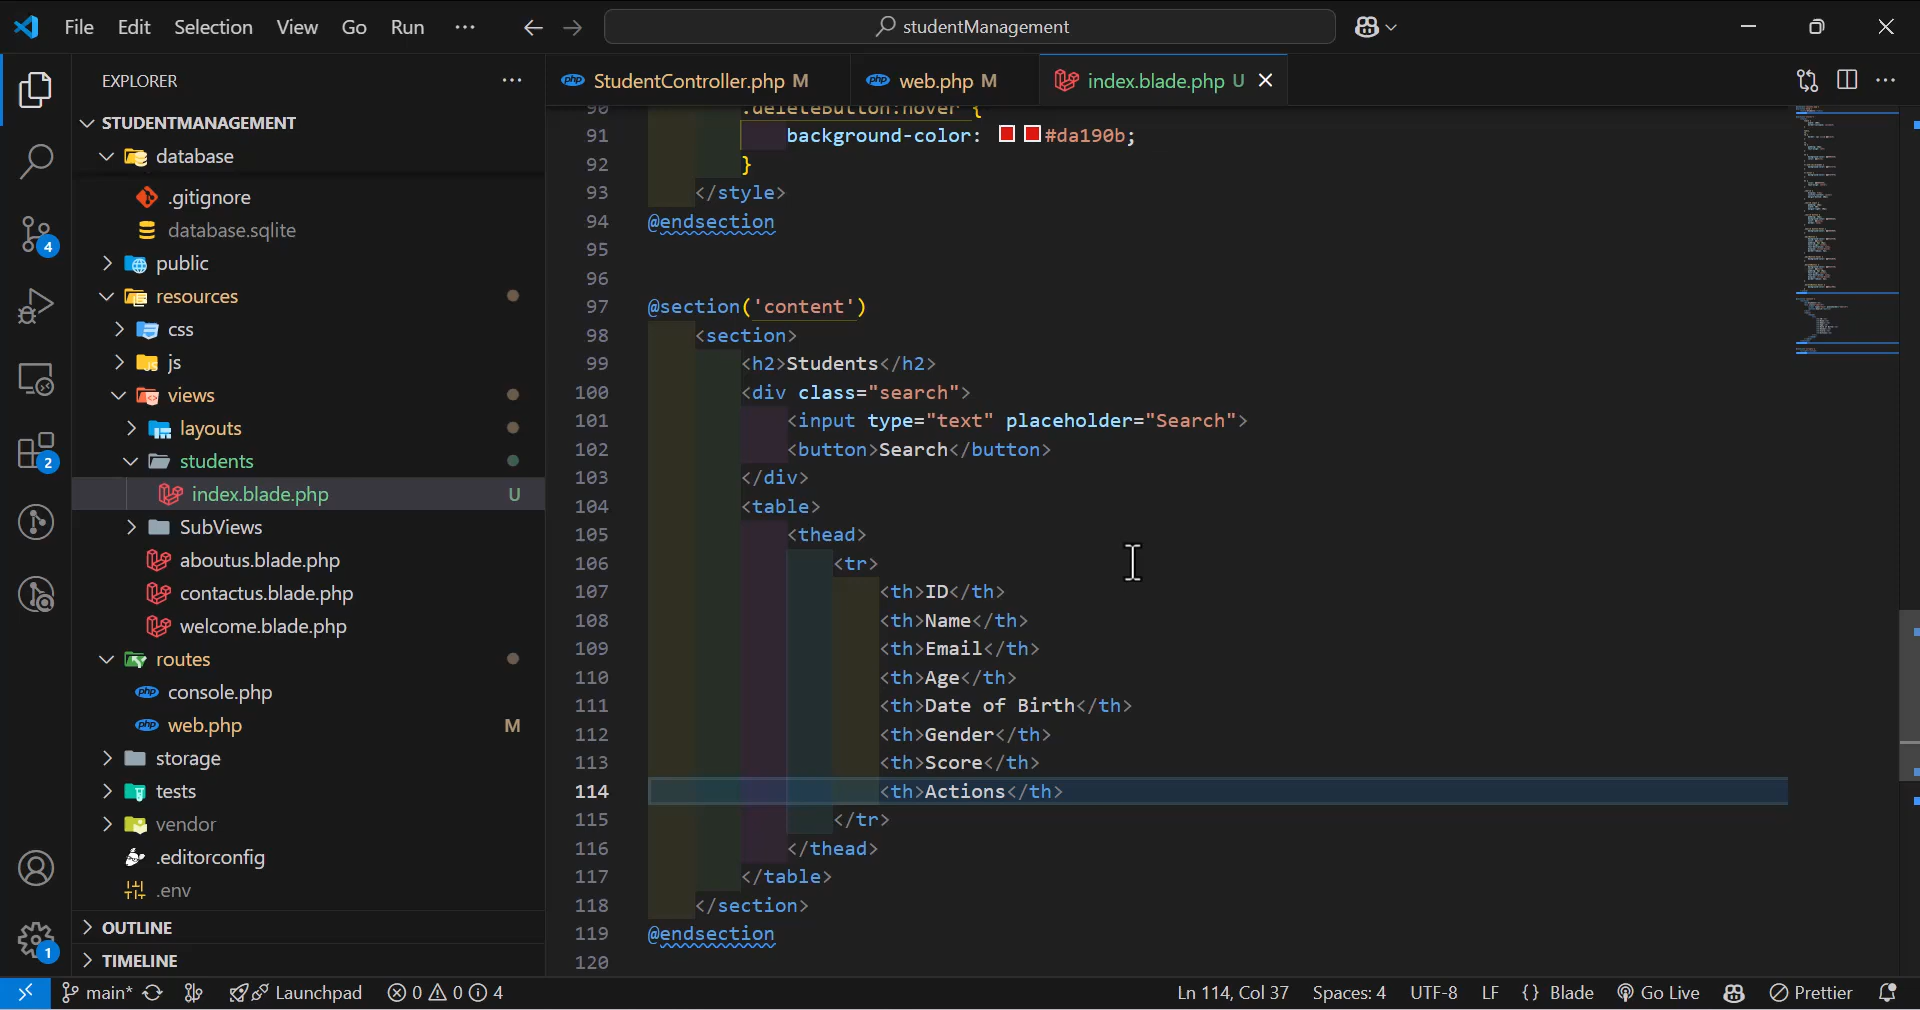 File Edit Selection View Go Run ··· studentManagement
EXPLORER ···
STUDENTMANAGEMENT
database
.gitignore
database.sqlite
public
resources
css
js
views
layouts
students
index.blade.php U
SubViews
aboutus.blade.php
contactus.blade.php
welcome.blade.php
routes
console.php
web.php M
storage
tests
vendor
.editorconfig
.env
OUTLINE
TIMELINE
4
2
1
StudentController.php M web.php M index.blade.php U
90 .deleteButton:hover {
91 background-color: #da190b;
92 }
93 </style>
94 @endsection
95
96
97 @section('content')
98 <section>
99 <h2>Students</h2>
100 <div class="search">
101 <input type="text" placeholder="Search">
102 <button>Search</button>
103 </div>
104 <table>
105 <thead>
106 <tr>
107 <th>ID</th>
108 <th>Name</th>
109 <th>Email</th>
110 <th>Age</th>
111 <th>Date of Birth</th>
112 <th>Gender</th>
113 <th>Score</th>
114 <th>Actions</th>
115 </tr>
116 </thead>
117 </table>
118 </section>
119 @endsection
120
main* Launchpad 0 0 4 Ln 114, Col 37 Spaces: 4 UTF-8 LF {} Blade Go Live Prettier